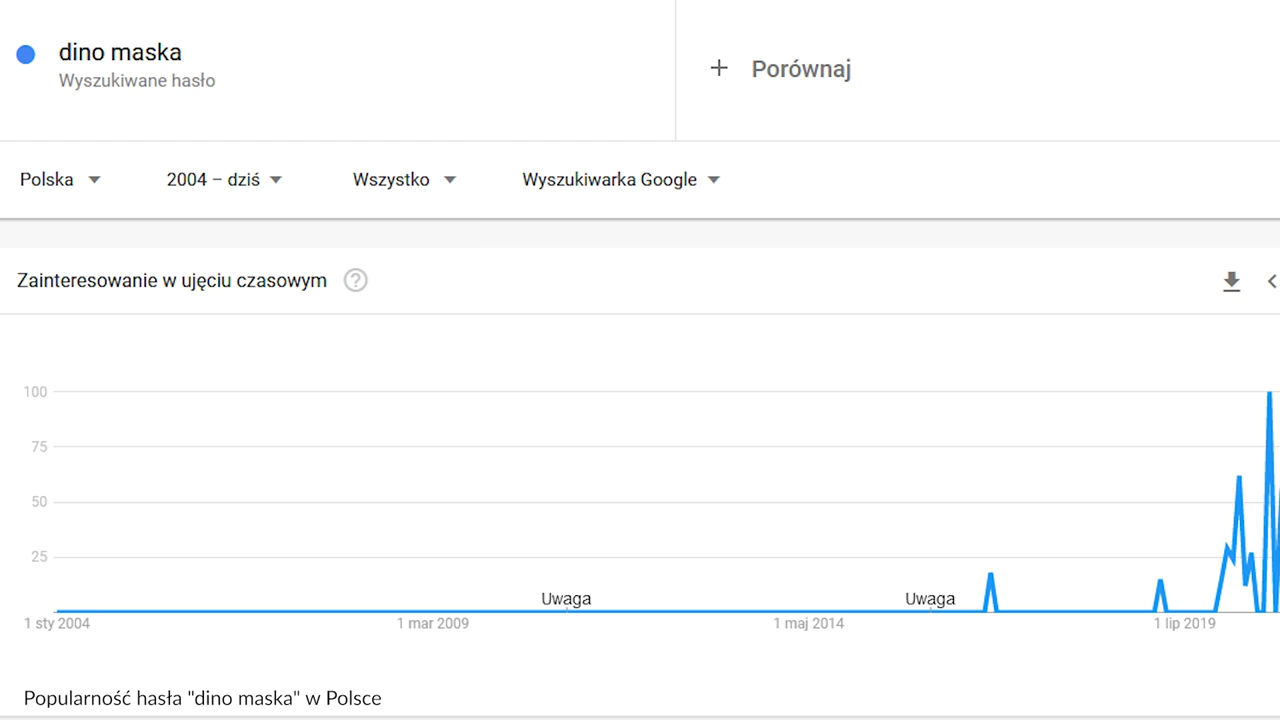 dino maska
Wyszukiwane hasło
+ Porównaj
Polska
2004 – dziś
Wszystko
Wyszukiwarka Google
Zainteresowanie w ujęciu czasowym ?
100
75
50
25
Uwaga
Uwaga
1 sty 2004
1 mar 2009
1 maj 2014
1 lip 2019
Popularność hasła "dino maska" w Polsce